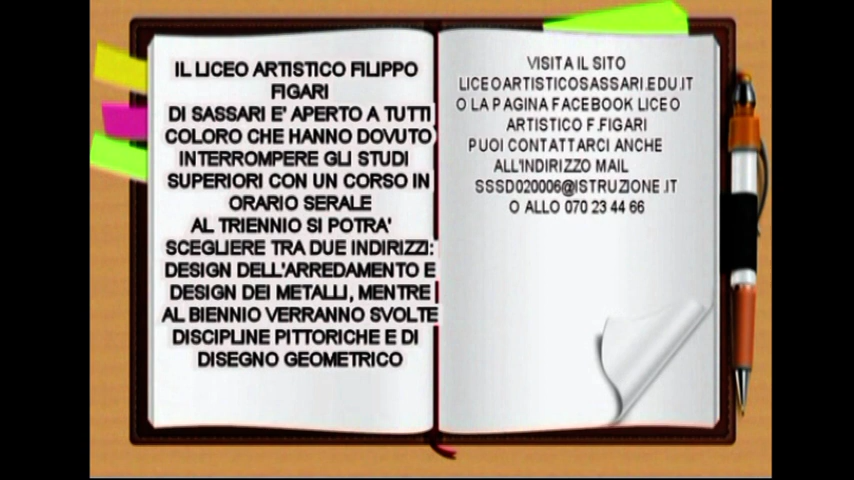 IL LICEO ARTISTICO FILIPPO
FIGARI
DI SASSARI E' APERTO A TUTTI
COLORO CHE HANNO DOVUTO
INTERROMPERE GLI STUDI
SUPERIORI CON UN CORSO IN
ORARIO SERALE
AL TRIENNIO SI POTRA'
SCEGLIERE TRA DUE INDIRIZZI:
DESIGN DELL'ARREDAMENTO E
DESIGN DEI METALLI, MENTRE
AL BIENNIO VERRANNO SVOLTE
DISCIPLINE PITTORICHE E DI
DISEGNO GEOMETRICO
VISITA IL SITO
LICEOARTISTICOSASSARI.EDU.IT
O LA PAGINA FACEBOOK LICEO
ARTISTICO F.FIGARI
PUOI CONTATTARCI ANCHE
ALL'INDIRIZZO MAIL
SSSD020006@ISTRUZIONE.IT
O ALLO 070 23 44 66